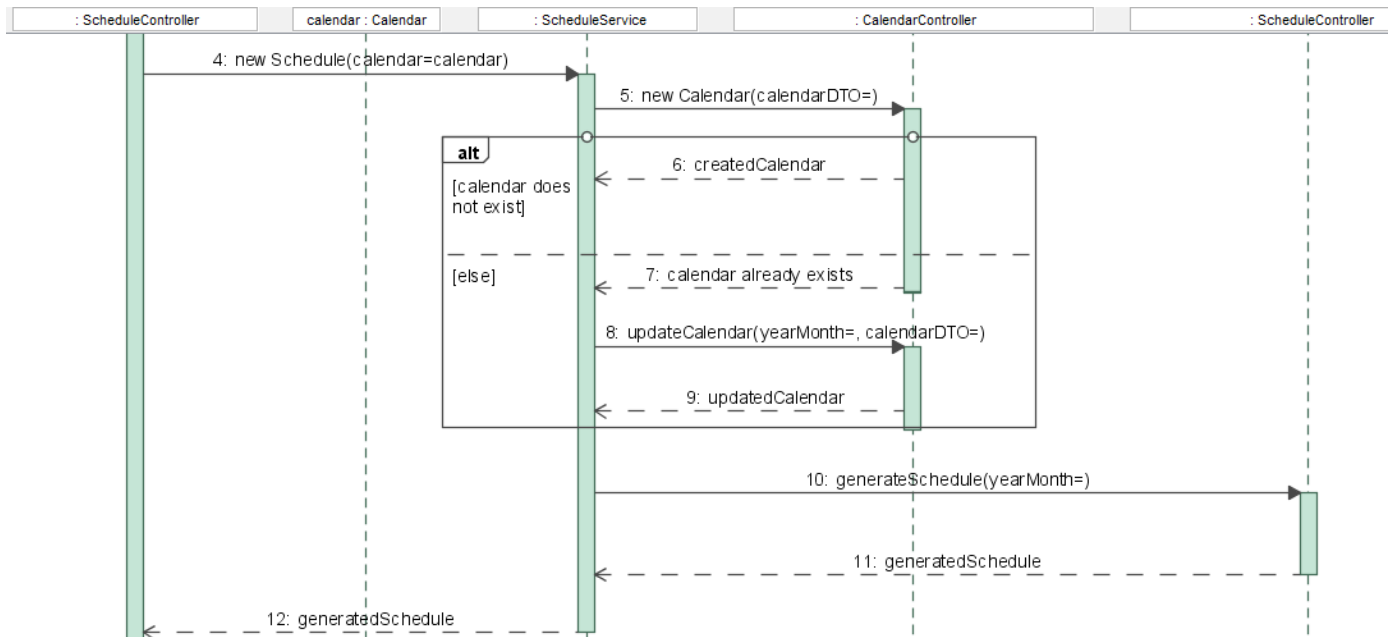 : ScheduleController
calendar : Calendar
: ScheduleService
: CalendarController
: ScheduleController
4: new Schedule(calendar=calendar)
5: new Calendar(calendarDTO=)
alt
6: createdCalendar
[calendar does
not exist]
[else]
7: calendar already exists
8: updateCalendar(yearMonth=, calendarDTO=)
9: updatedCalendar
10: generateSchedule(yearMonth=)
11: generatedSchedule
12: generatedSchedule